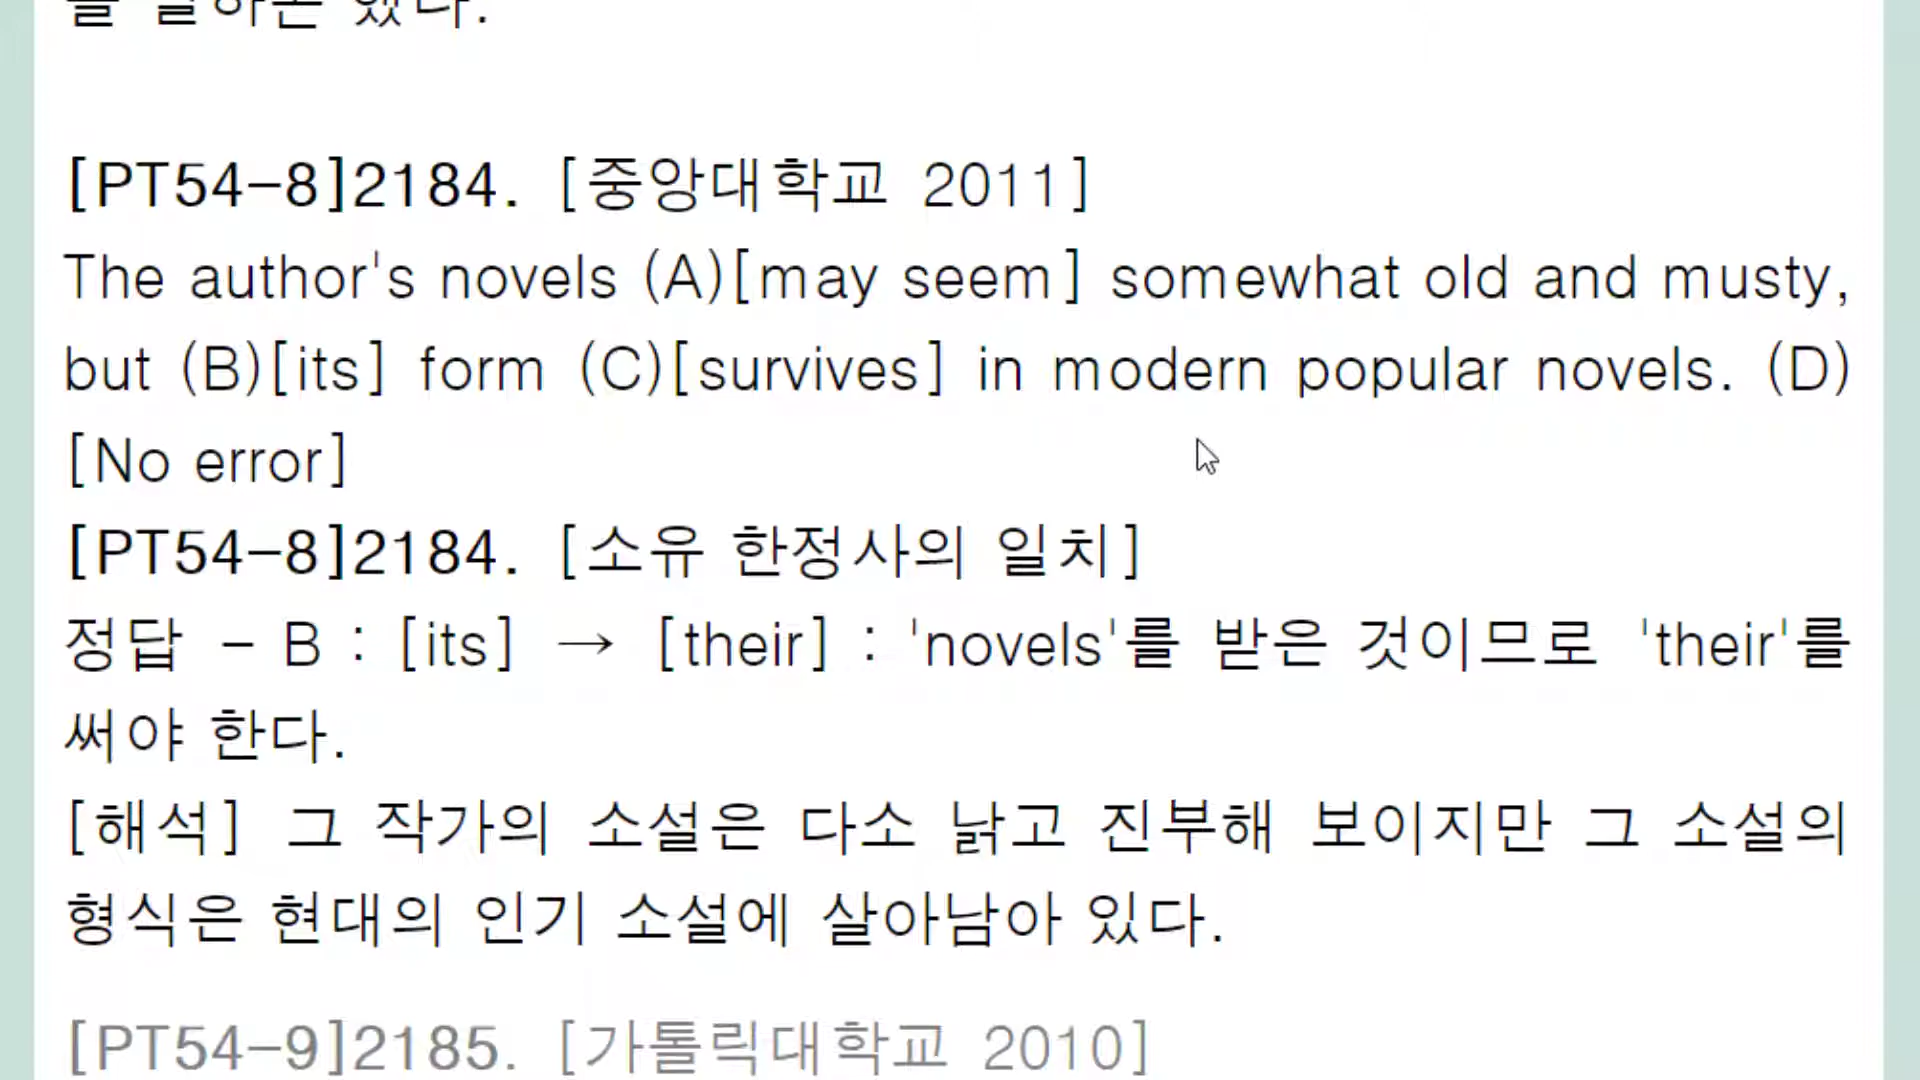 [PT54-8]2184. [중앙대학교 2011]
The author's novels (A)[may seem] somewhat old and musty,
but (B)[its] form (C)[survives] in modern popular novels. (D)
[No error]
[PT54-8]2184. [소유 한정사의 일치]
정답 - B : [its] → [their] : 'novels'를 받은 것이므로 'their'를
써야 한다.
[해석] 그 작가의 소설은 다소 낡고 진부해 보이지만 그 소설의
형식은 현대의 인기 소설에 살아남아 있다.
[PT54-9]2185. [가톨릭대학교 2010]